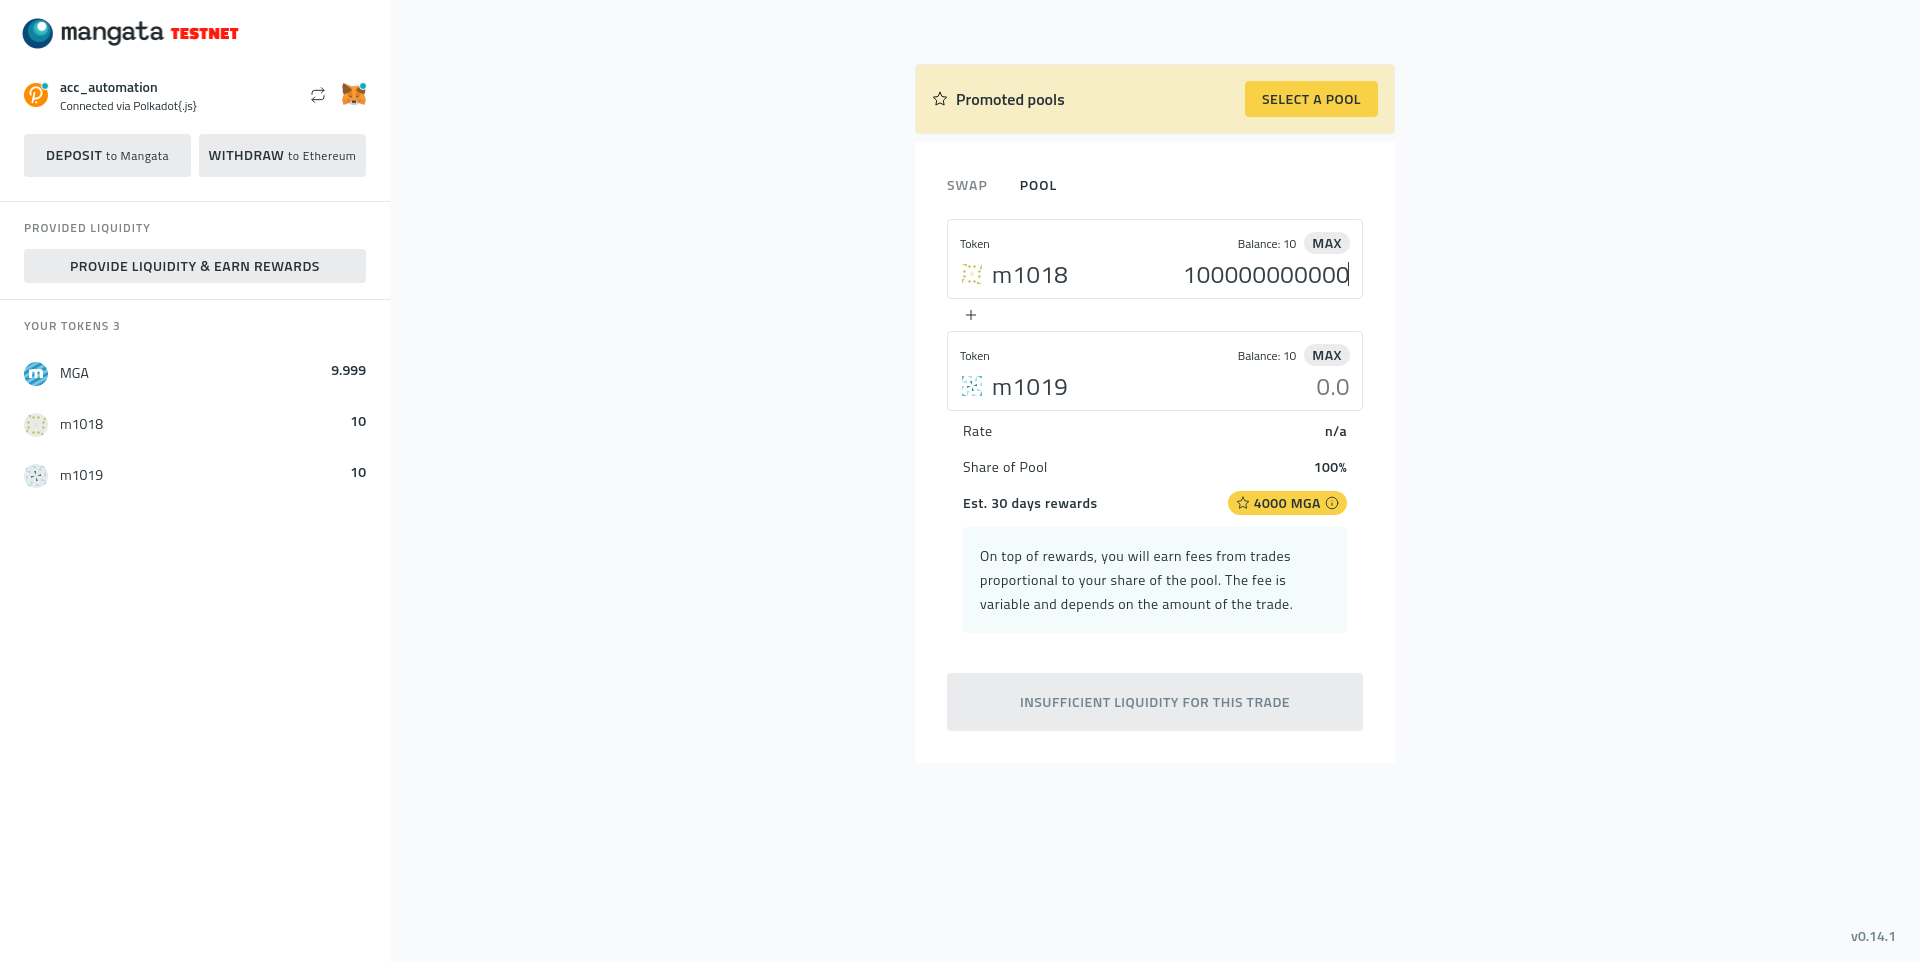 mangata TESTNET
acc_automation
Connected via Polkadot{.js}
DEPOSIT to Mangata
WITHDRAW to Ethereum
PROVIDED LIQUIDITY
PROVIDE LIQUIDITY & EARN REWARDS
YOUR TOKENS 3
MGA 9.999
m1018 10
m1019 10
Promoted pools
SELECT A POOL
SWAP POOL
Token Balance: 10 MAX
m1018 100000000000
+
Token Balance: 10 MAX
m1019 0.0
Rate n/a
Share of Pool 100%
Est. 30 days rewards 4000 MGA
On top of rewards, you will earn fees from trades
proportional to your share of the pool. The fee is
variable and depends on the amount of the trade.
INSUFFICIENT LIQUIDITY FOR THIS TRADE
v0.14.1